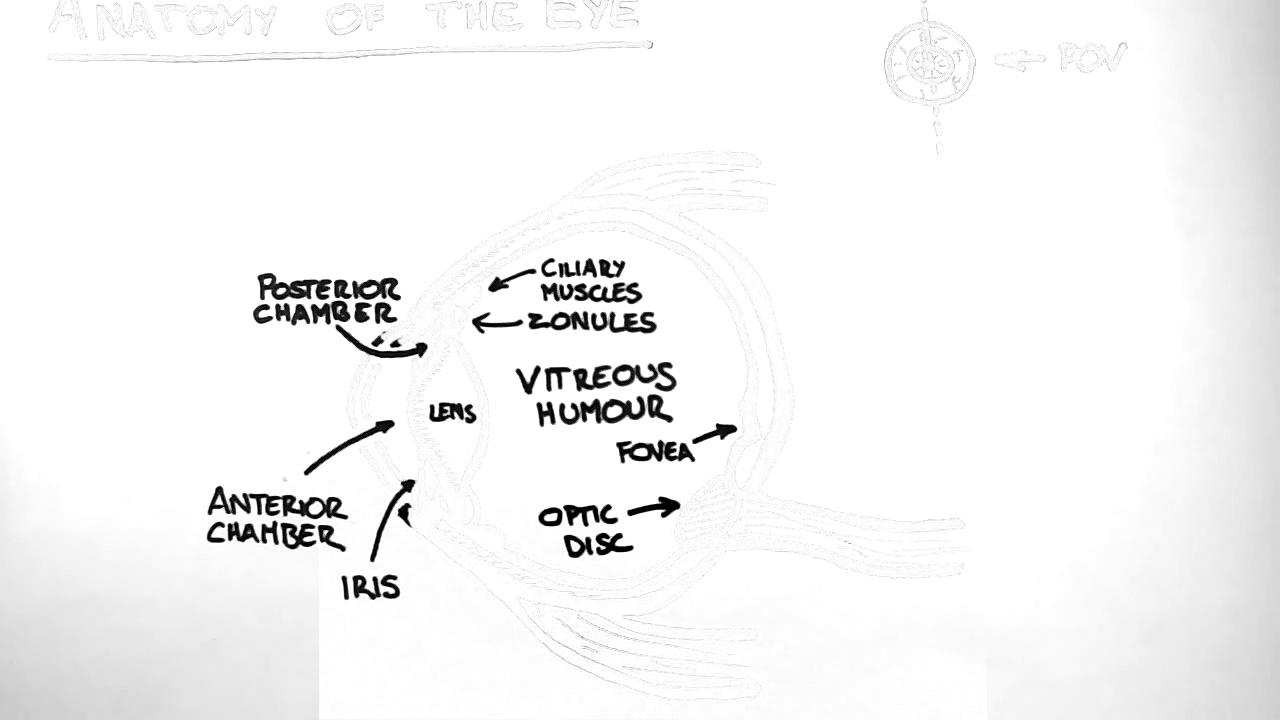 ANATOMY OF THE EYE
POV
POSTERIOR
CHAMBER
CILIARY
MUSCLES
ZONULES
VITREOUS
HUMOUR
LENS
FOVEA
ANTERIOR
CHAMBER
OPTIC
DISC
IRIS